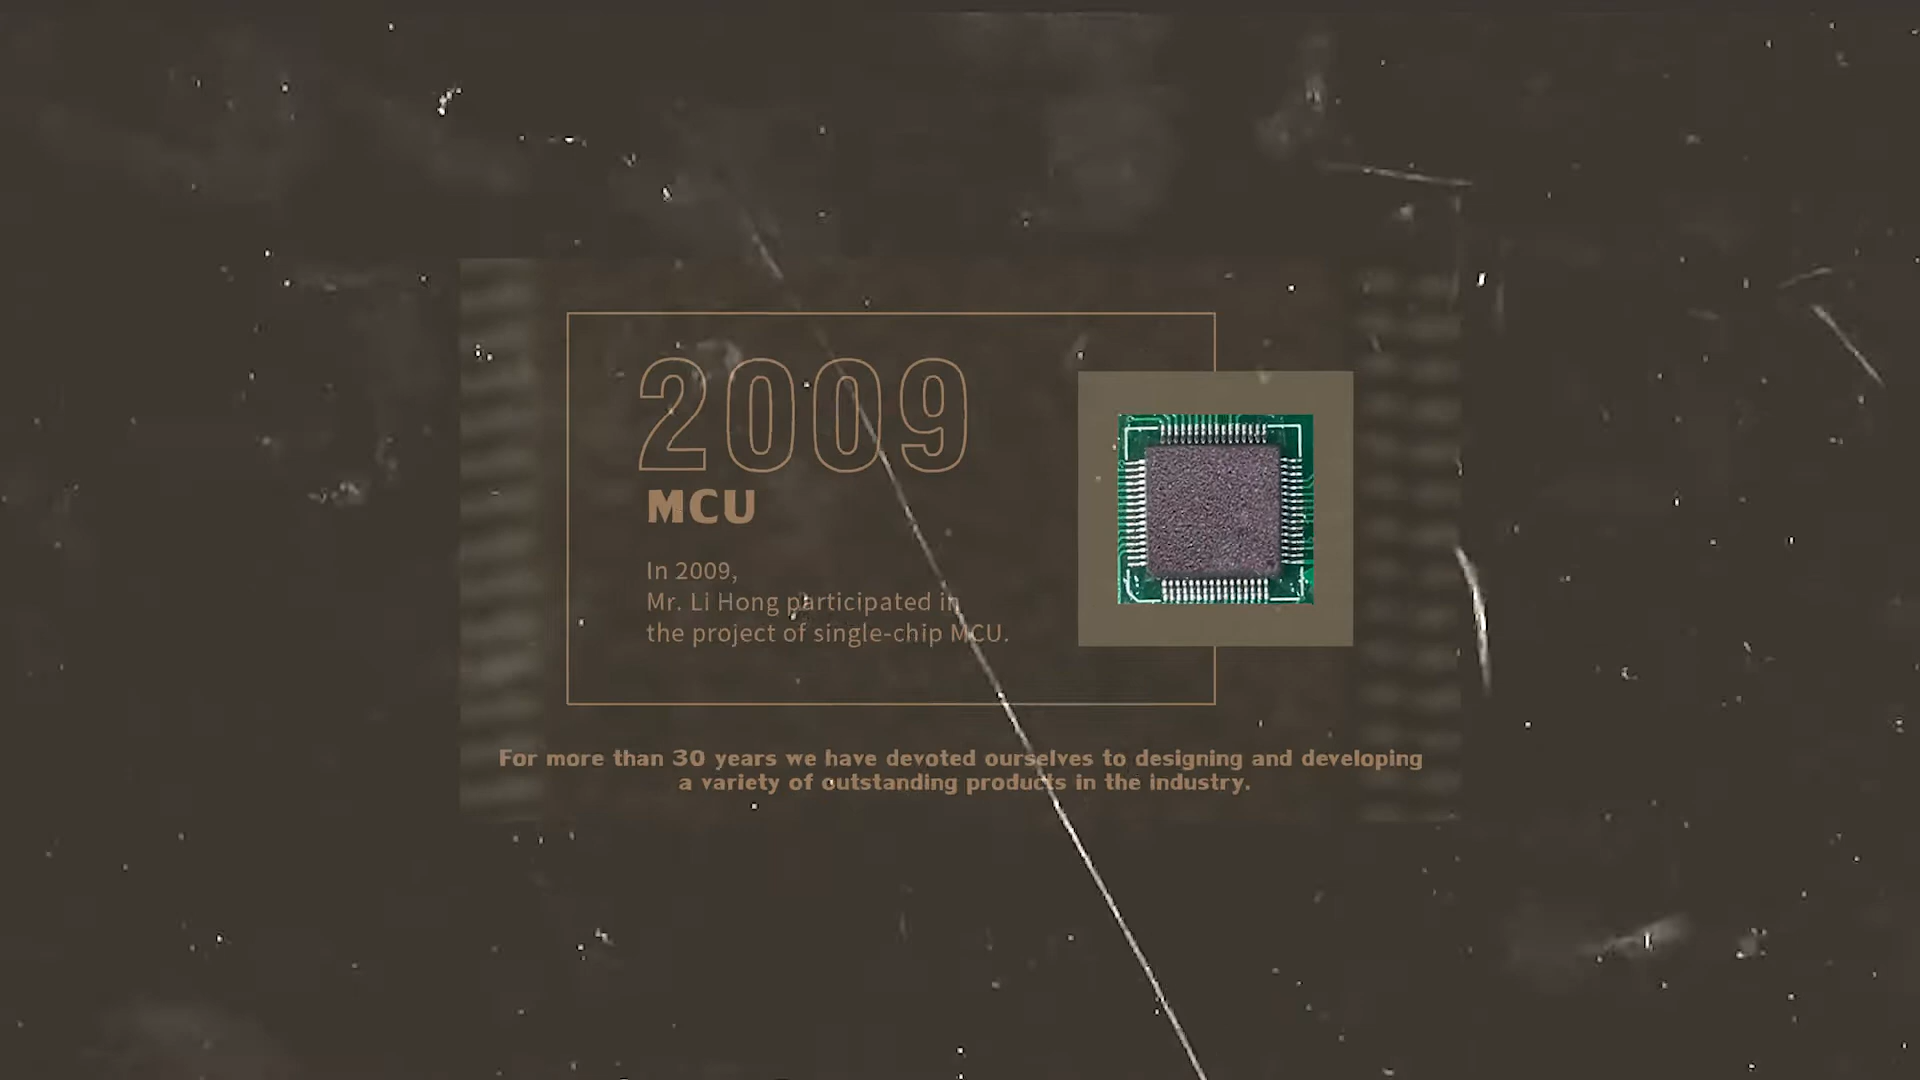 2009
MCU
In 2009,
Mr. Li Hong participated in
the project of single-chip MCU.
For more than 30 years we have devoted ourselves to designing and developing
a variety of outstanding products in the industry.